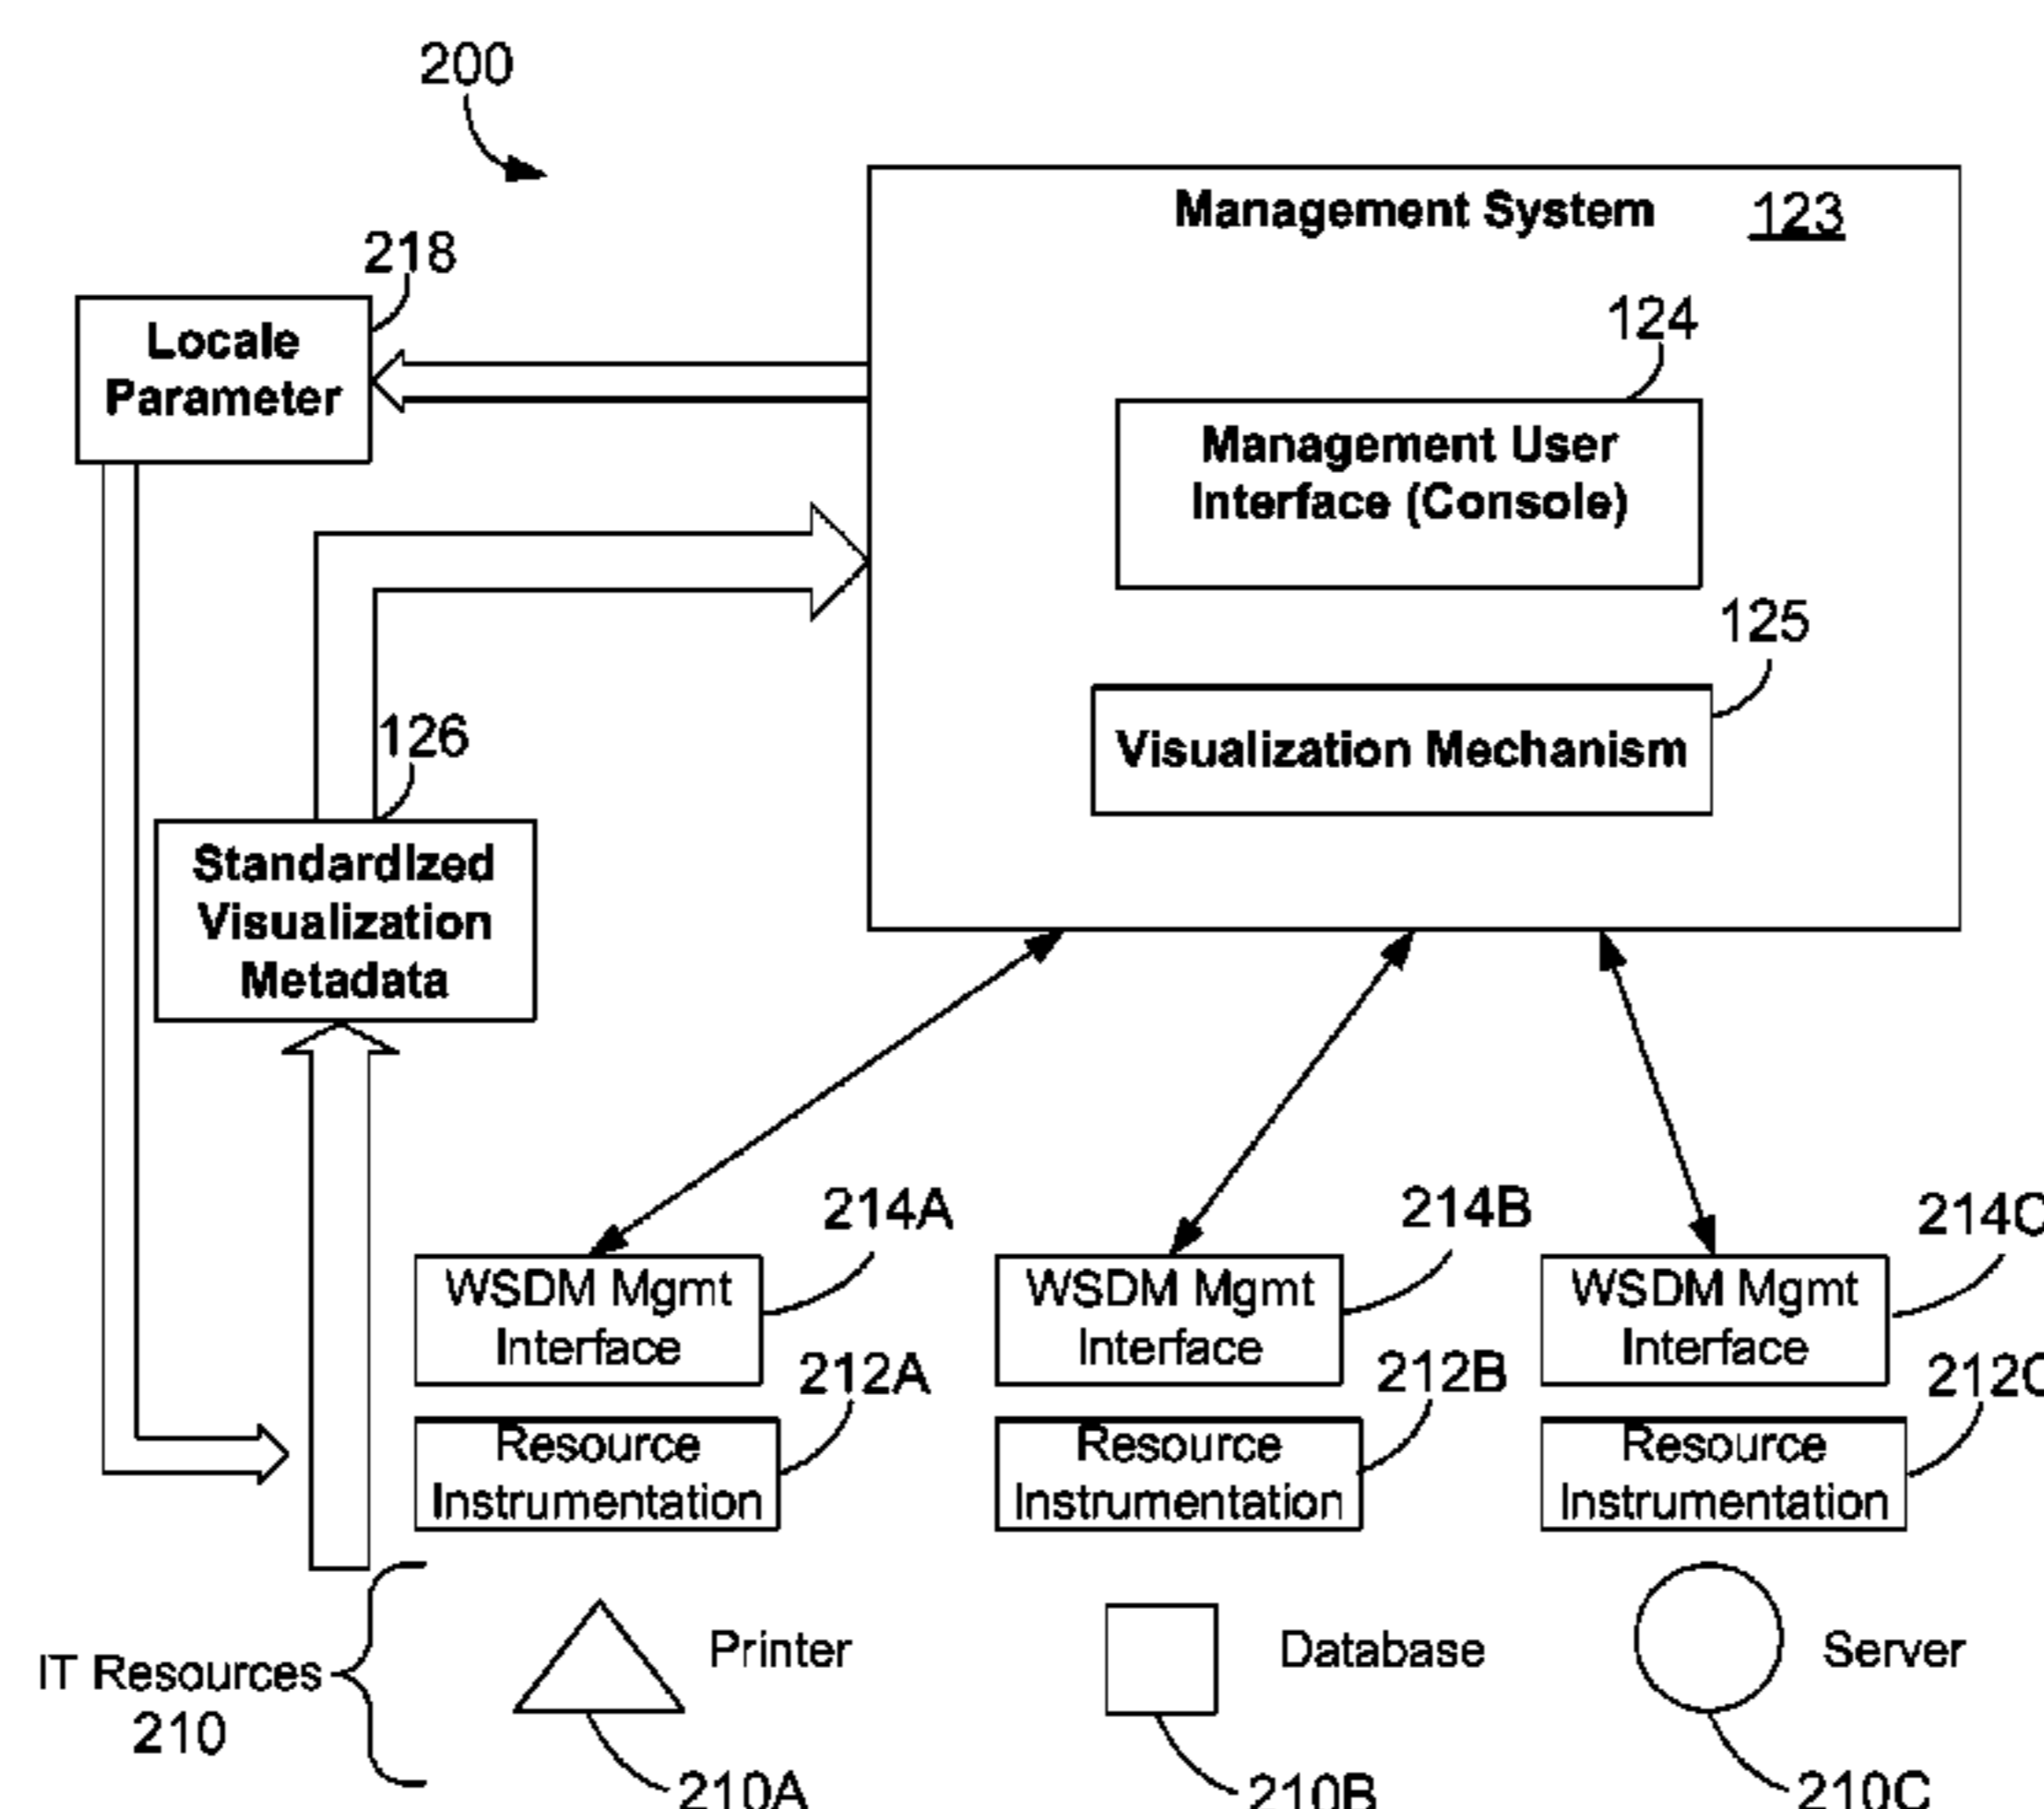 200
Management System 123
218
Locale
Parameter
124
Management User
Interface (Console)
125
Visualization Mechanism
126
Standardized
Visualization
Metadata
214A
214B
214C
WSDM Mgmt
Interface
WSDM Mgmt
Interface
WSDM Mgmt
Interface
212A
212B
212C
Resource
Instrumentation
Resource
Instrumentation
Resource
Instrumentation
IT Resources
210
Printer
Database
Server
210A
210B
210C